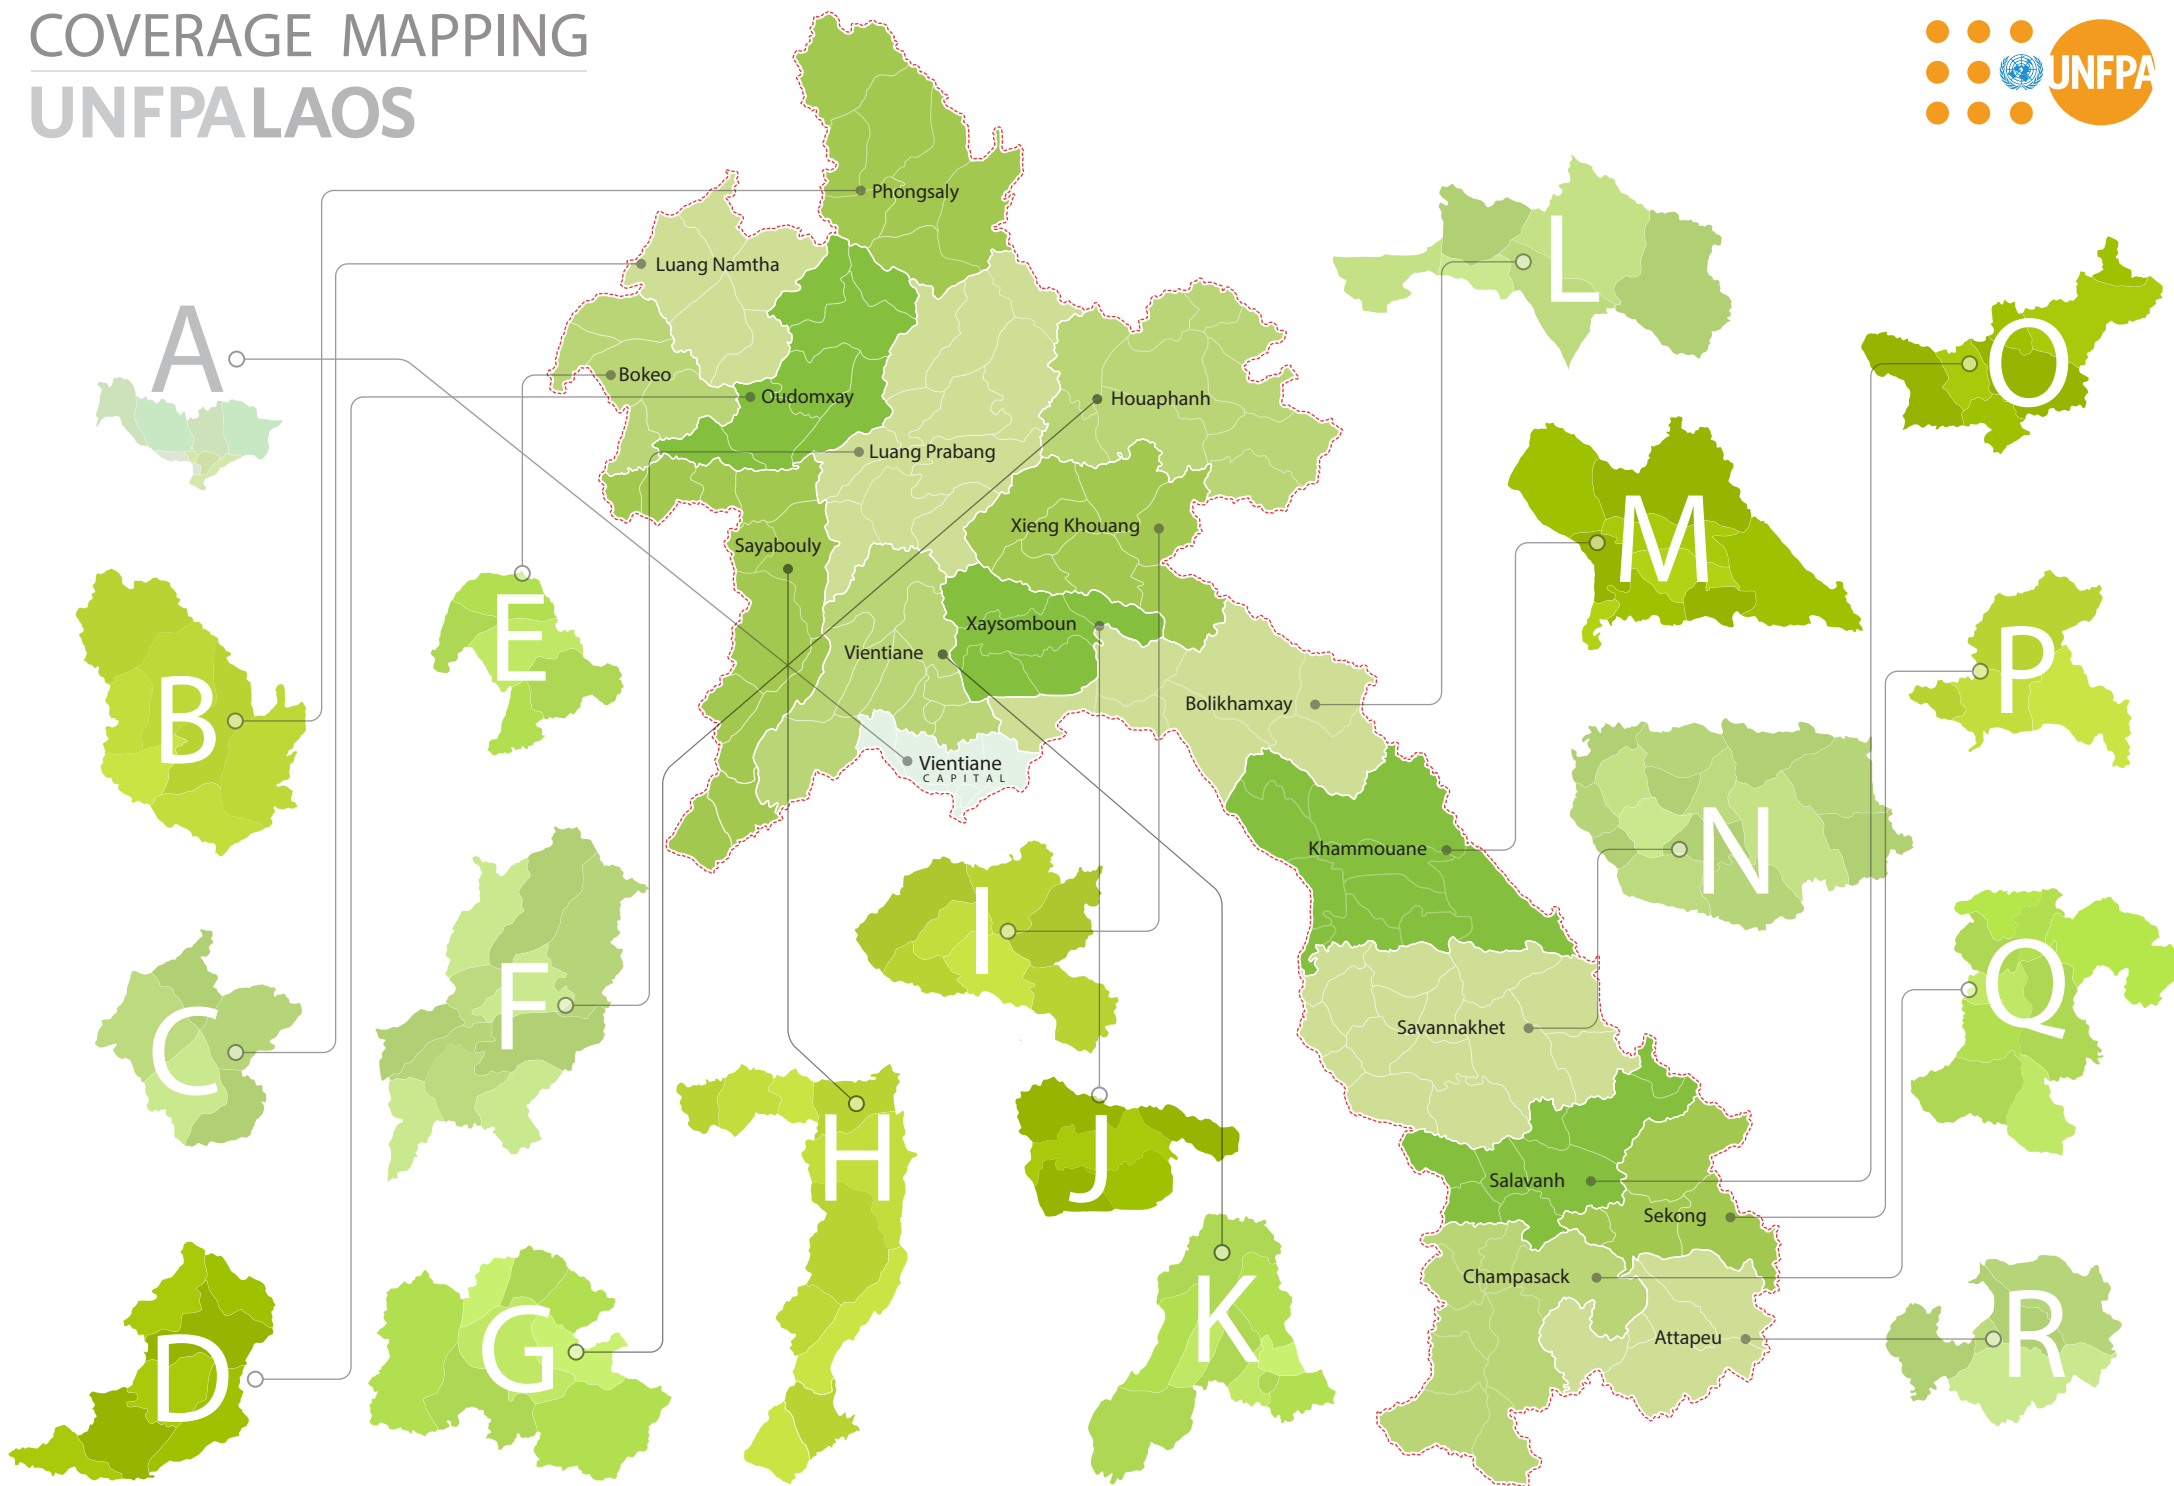 COVERAGE MAPPING
UNFPALAOS
UNFPA
Phongsaly
Luang Namtha
A
L
O
Bokeo
Oudomxay
Houaphanh
Luang Prabang
Xieng Khouang
Sayabouly
M
E
Xaysomboun
Vientiane
P
B
Bolikhamxay
Vientiane
CAPITAL
Khammouane
N
I
F
Q
C
Savannakhet
H
J
Salavanh
Sekong
Champasack
K
Attapeu
R
G
D